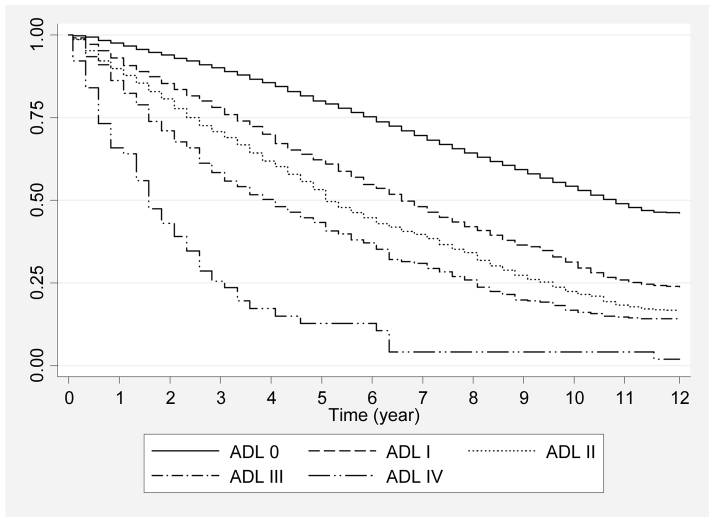 1.00
0.75
0.50
0.25
0.00
0 1 2 3 4 5 6 7 8 9 10 11 12
Time (year)
ADL 0 ADL I ADL II
ADL III ADL IV